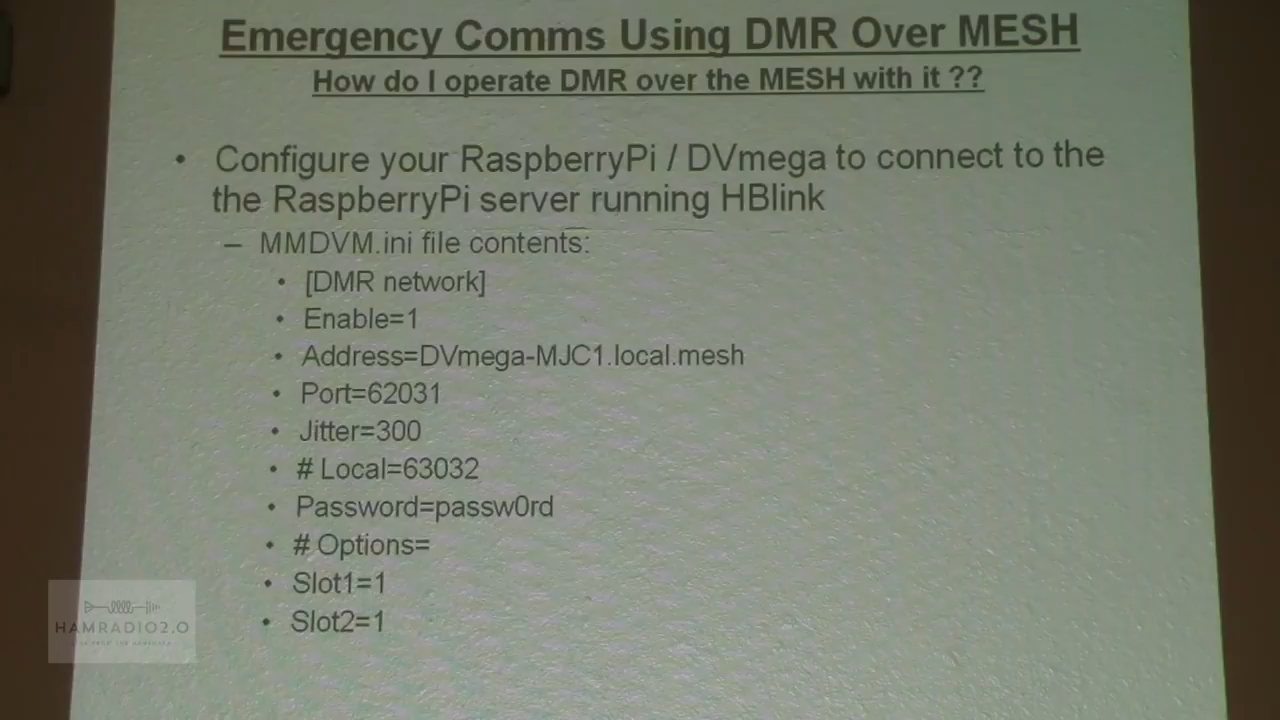 Emergency Comms Using DMR Over MESH
How do I operate DMR over the MESH with it ??
• Configure your RaspberryPi / DVmega to connect to the
the RaspberryPi server running HBlink
– MMDVM.ini file contents:
• [DMR network]
• Enable=1
• Address=DVmega-MJC1.local.mesh
• Port=62031
• Jitter=300
• # Local=63032
• Password=passw0rd
• # Options=
• Slot1=1
• Slot2=1
HAMRADIO2.0